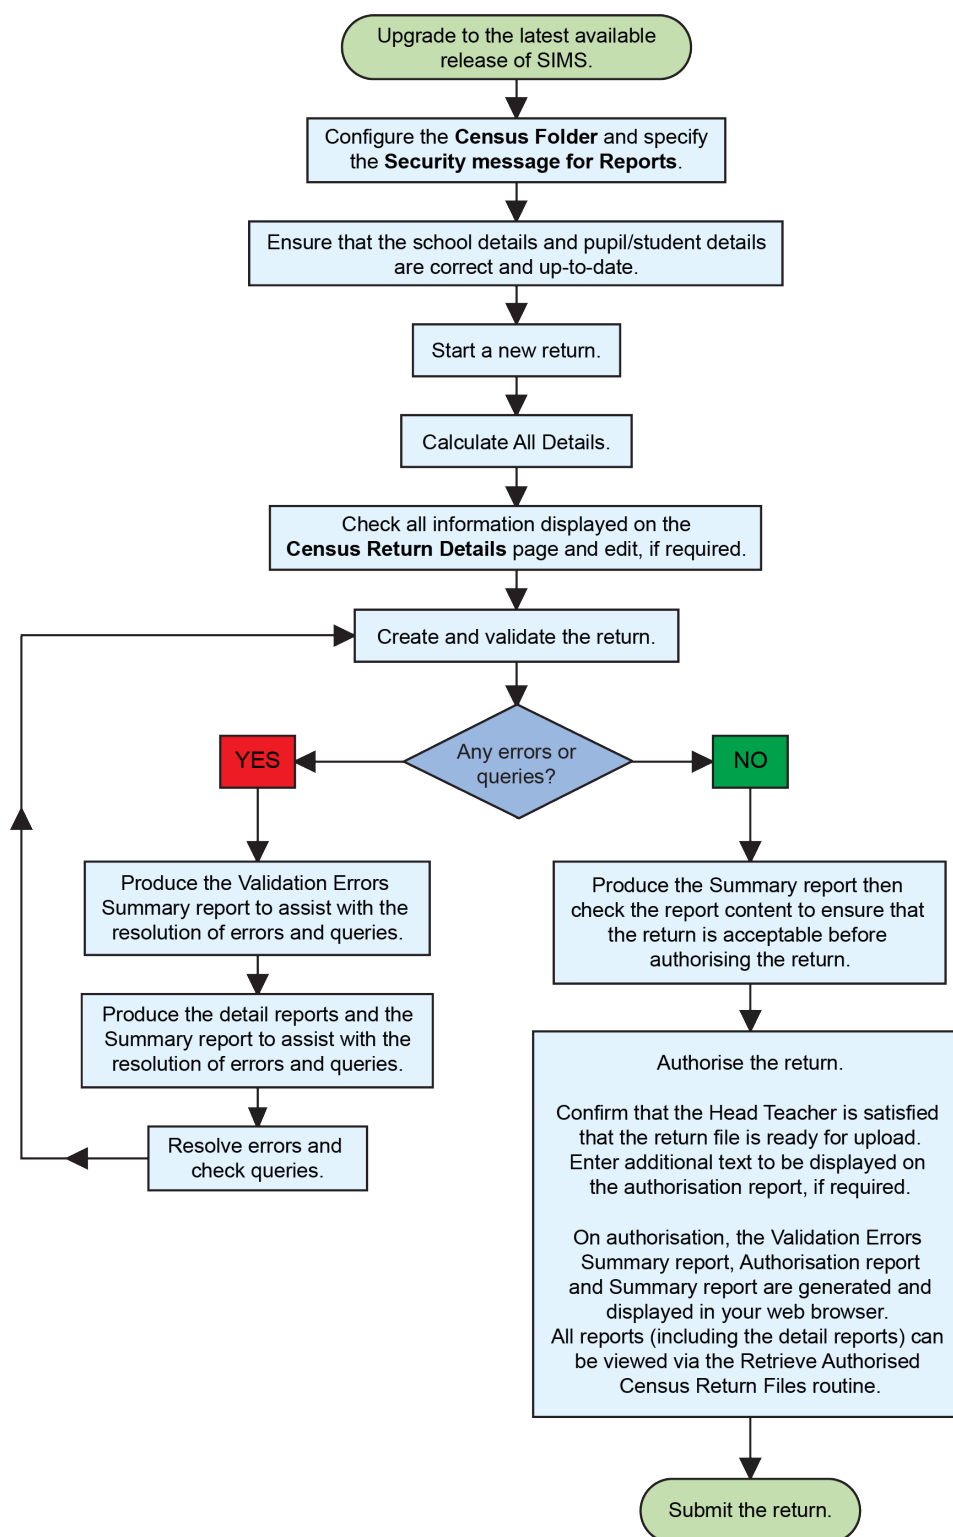 Upgrade to the latest available
release of SIMS.
Configure the Census Folder and specify
the Security message for Reports.
Ensure that the school details and pupil/student details
are correct and up-to-date.
Start a new return.
Calculate All Details.
Check all information displayed on the
Census Return Details page and edit, if required.
Create and validate the return.
Any errors or
queries?
YES
NO
Produce the Validation Errors
Summary report to assist with the
resolution of errors and queries.
Produce the detail reports and the
Summary report to assist with the
resolution of errors and queries.
Resolve errors and
check queries.
Produce the Summary report then
check the report content to ensure that
the return is acceptable before
authorising the return.
Authorise the return.
Confirm that the Head Teacher is satisfied
that the return file is ready for upload.
Enter additional text to be displayed on
the authorisation report, if required.
On authorisation, the Validation Errors
Summary report, Authorisation report
and Summary report are generated and
displayed in your web browser.
All reports (including the detail reports) can
be viewed via the Retrieve Authorised
Census Return Files routine.
Submit the return.